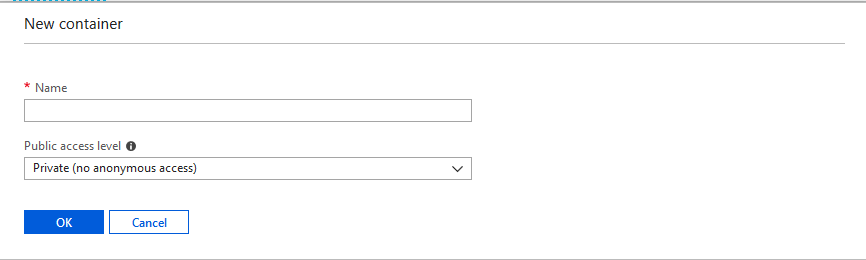 New container
* Name
Public access level
Private (no anonymous access)
OK Cancel